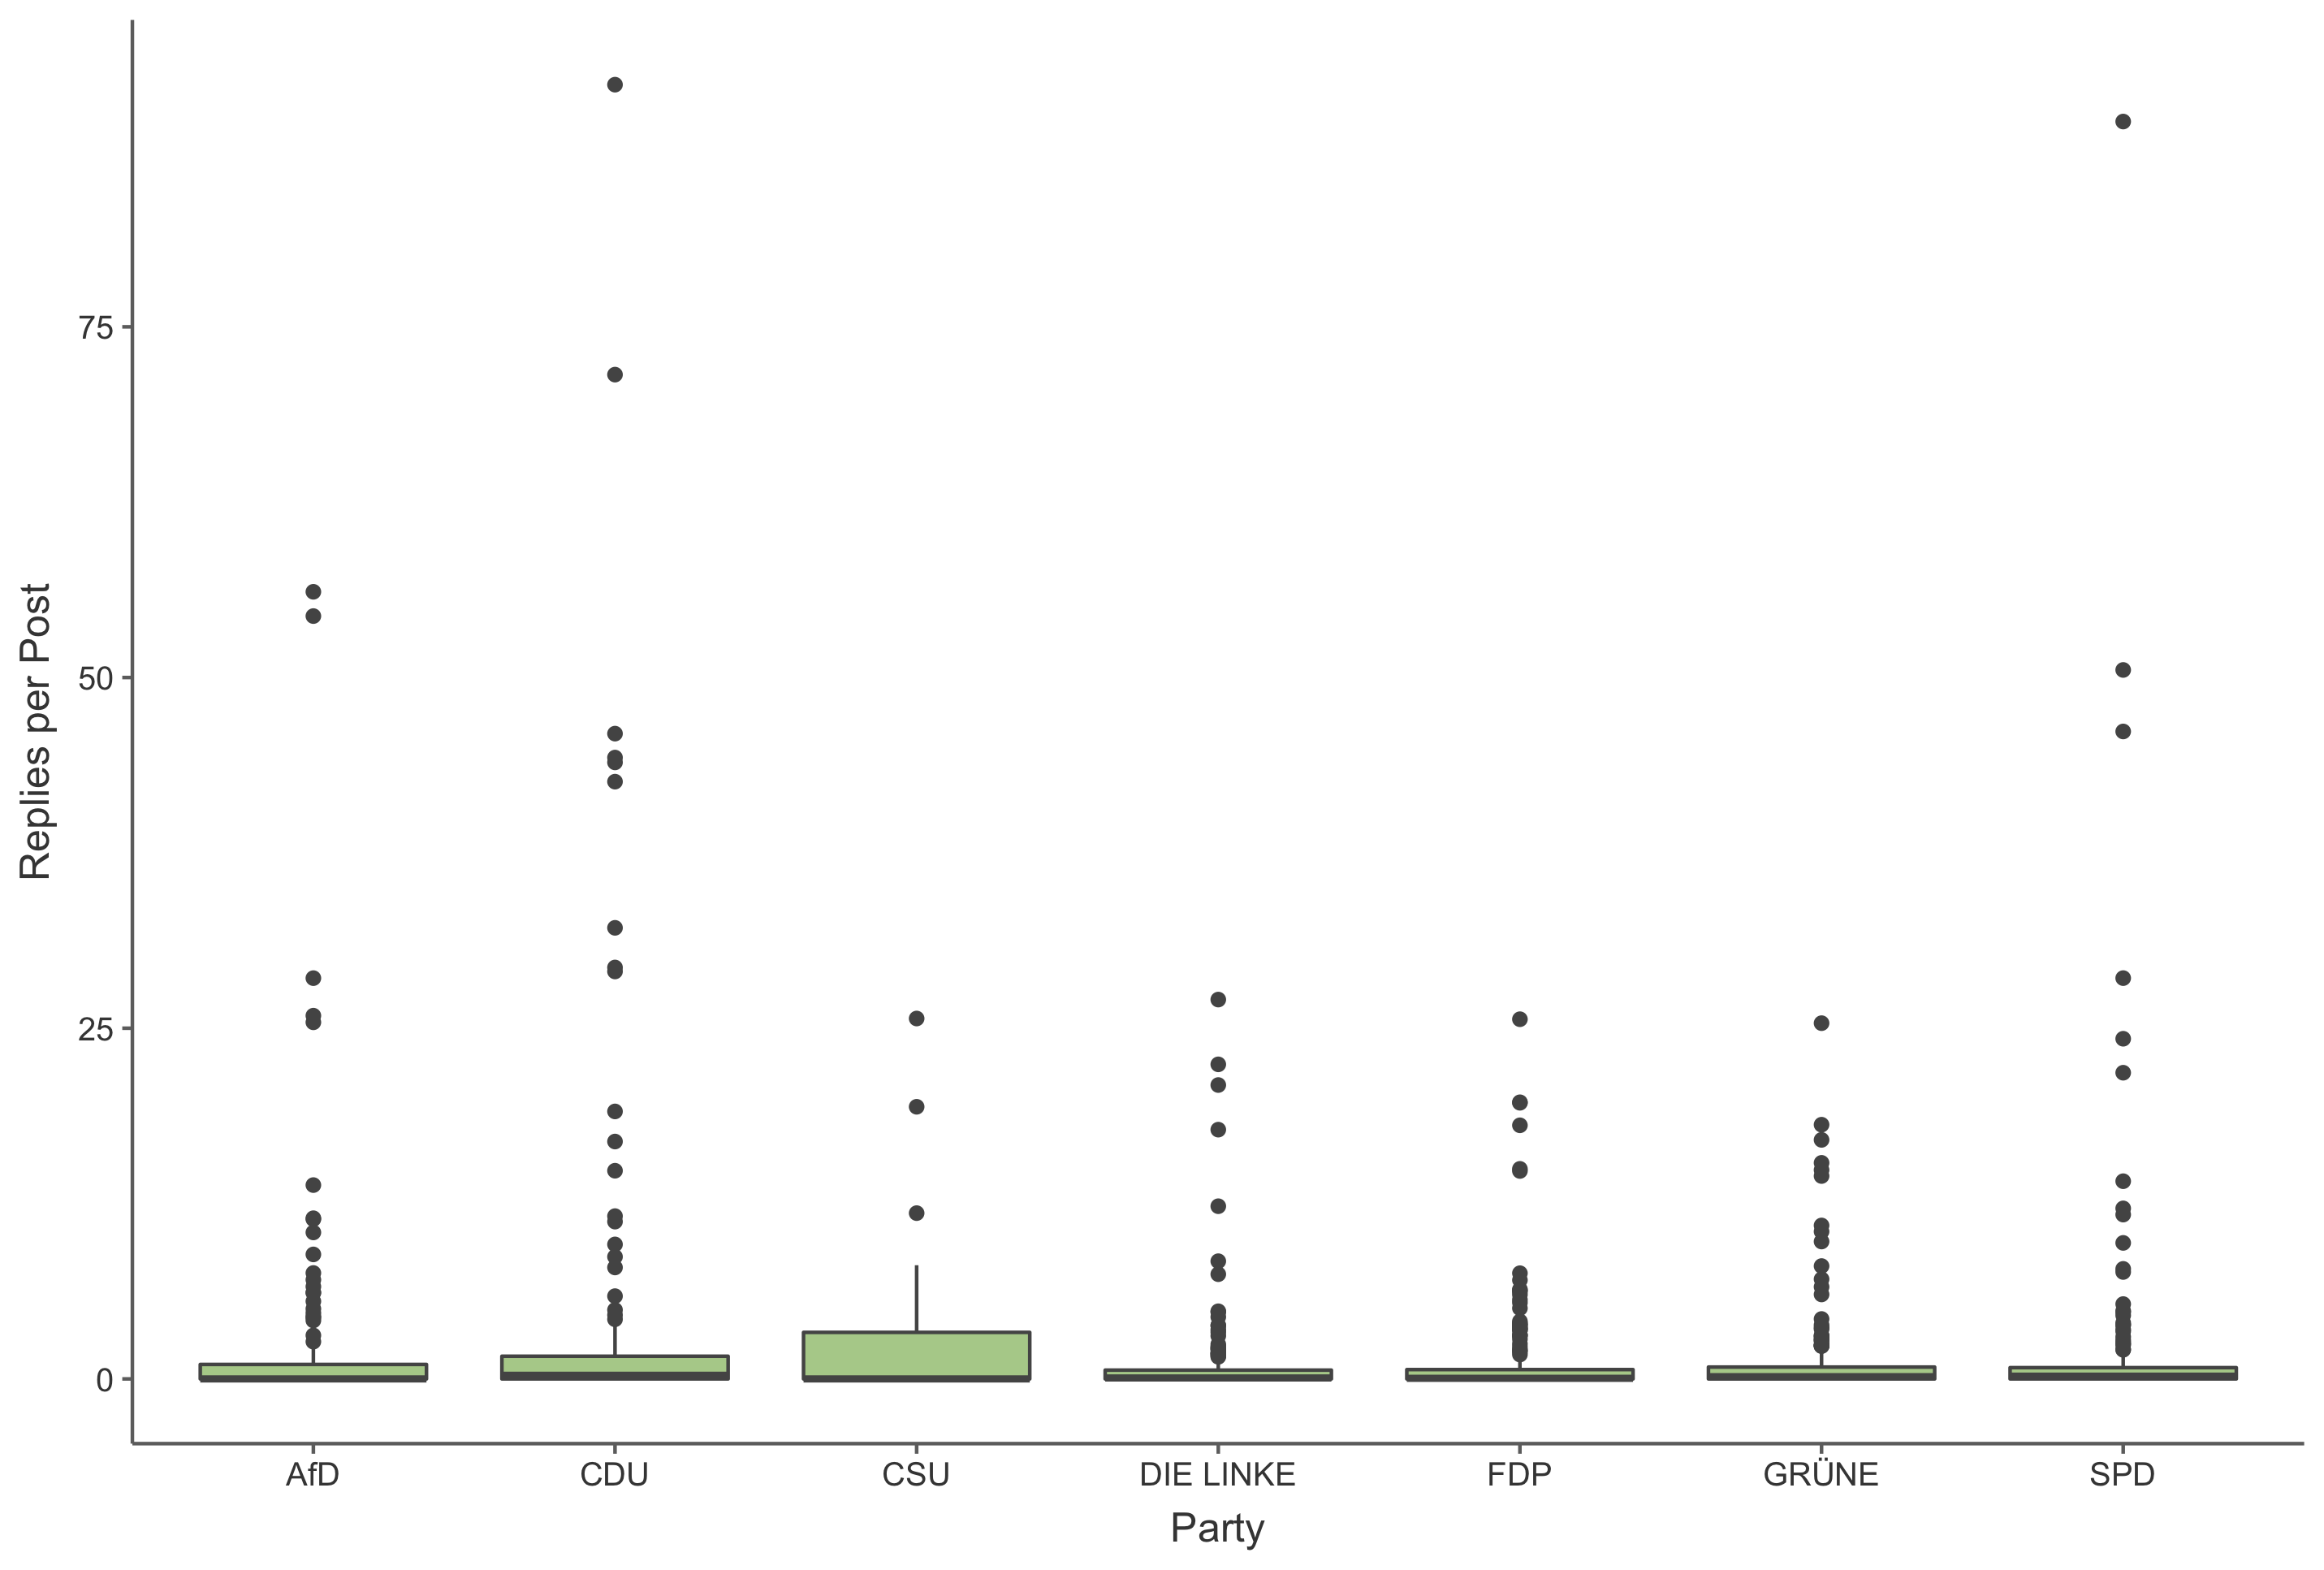 Replies per Post
75
50
25
0
AfD
CDU
CSU
DIE LINKE
FDP
GRÜNE
SPD
Party